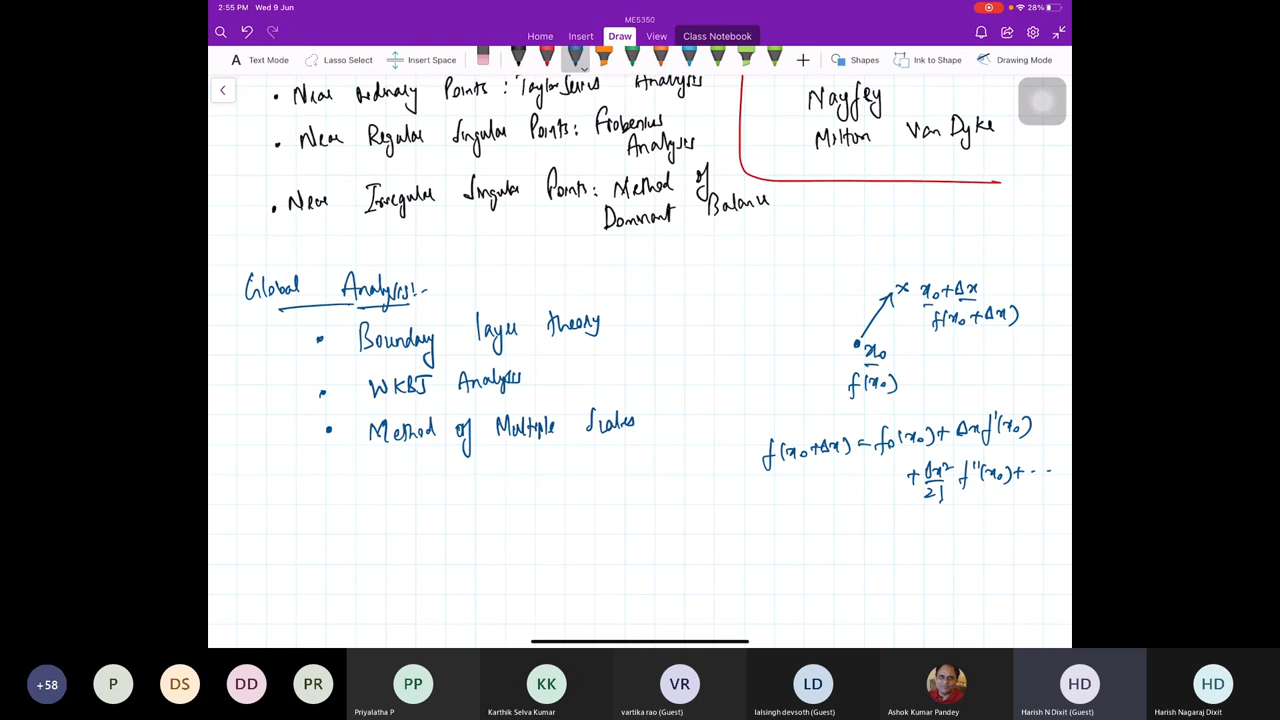 2:55 PM Wed 9 Jun
28%
ME5350
Home Insert Draw View Class Notebook
Text Mode Lasso Select Insert Space Shapes Ink to Shape Drawing Mode
• Near Ordinary Points : Taylor Series Analysis
• Near Regular Singular Points: Frobenius
Analysis
• Near Irregular Singular Points: Method of
Dominant Balance
Nayfey
Milton Van Dyke
Global Analysis:-
• Boundary layer theory
• WKBJ Analysis
• Method of Multiple Scales
x x₀+Δx
f(x₀+Δx)
x₀
f(x₀)
f(x₀+Δx) = f₀(x₀)+ Δx f'(x₀)
+ Δx²/2! f''(x₀)+ ...
+58 P DS DD PR PP KK VR LD HD HD
Priyalatha P Karthik Selva Kumar vartika rao (Guest) lalsingh devsoth (Guest) Ashok Kumar Pandey Harish N Dixit (Guest) Harish Nagaraj Dixit